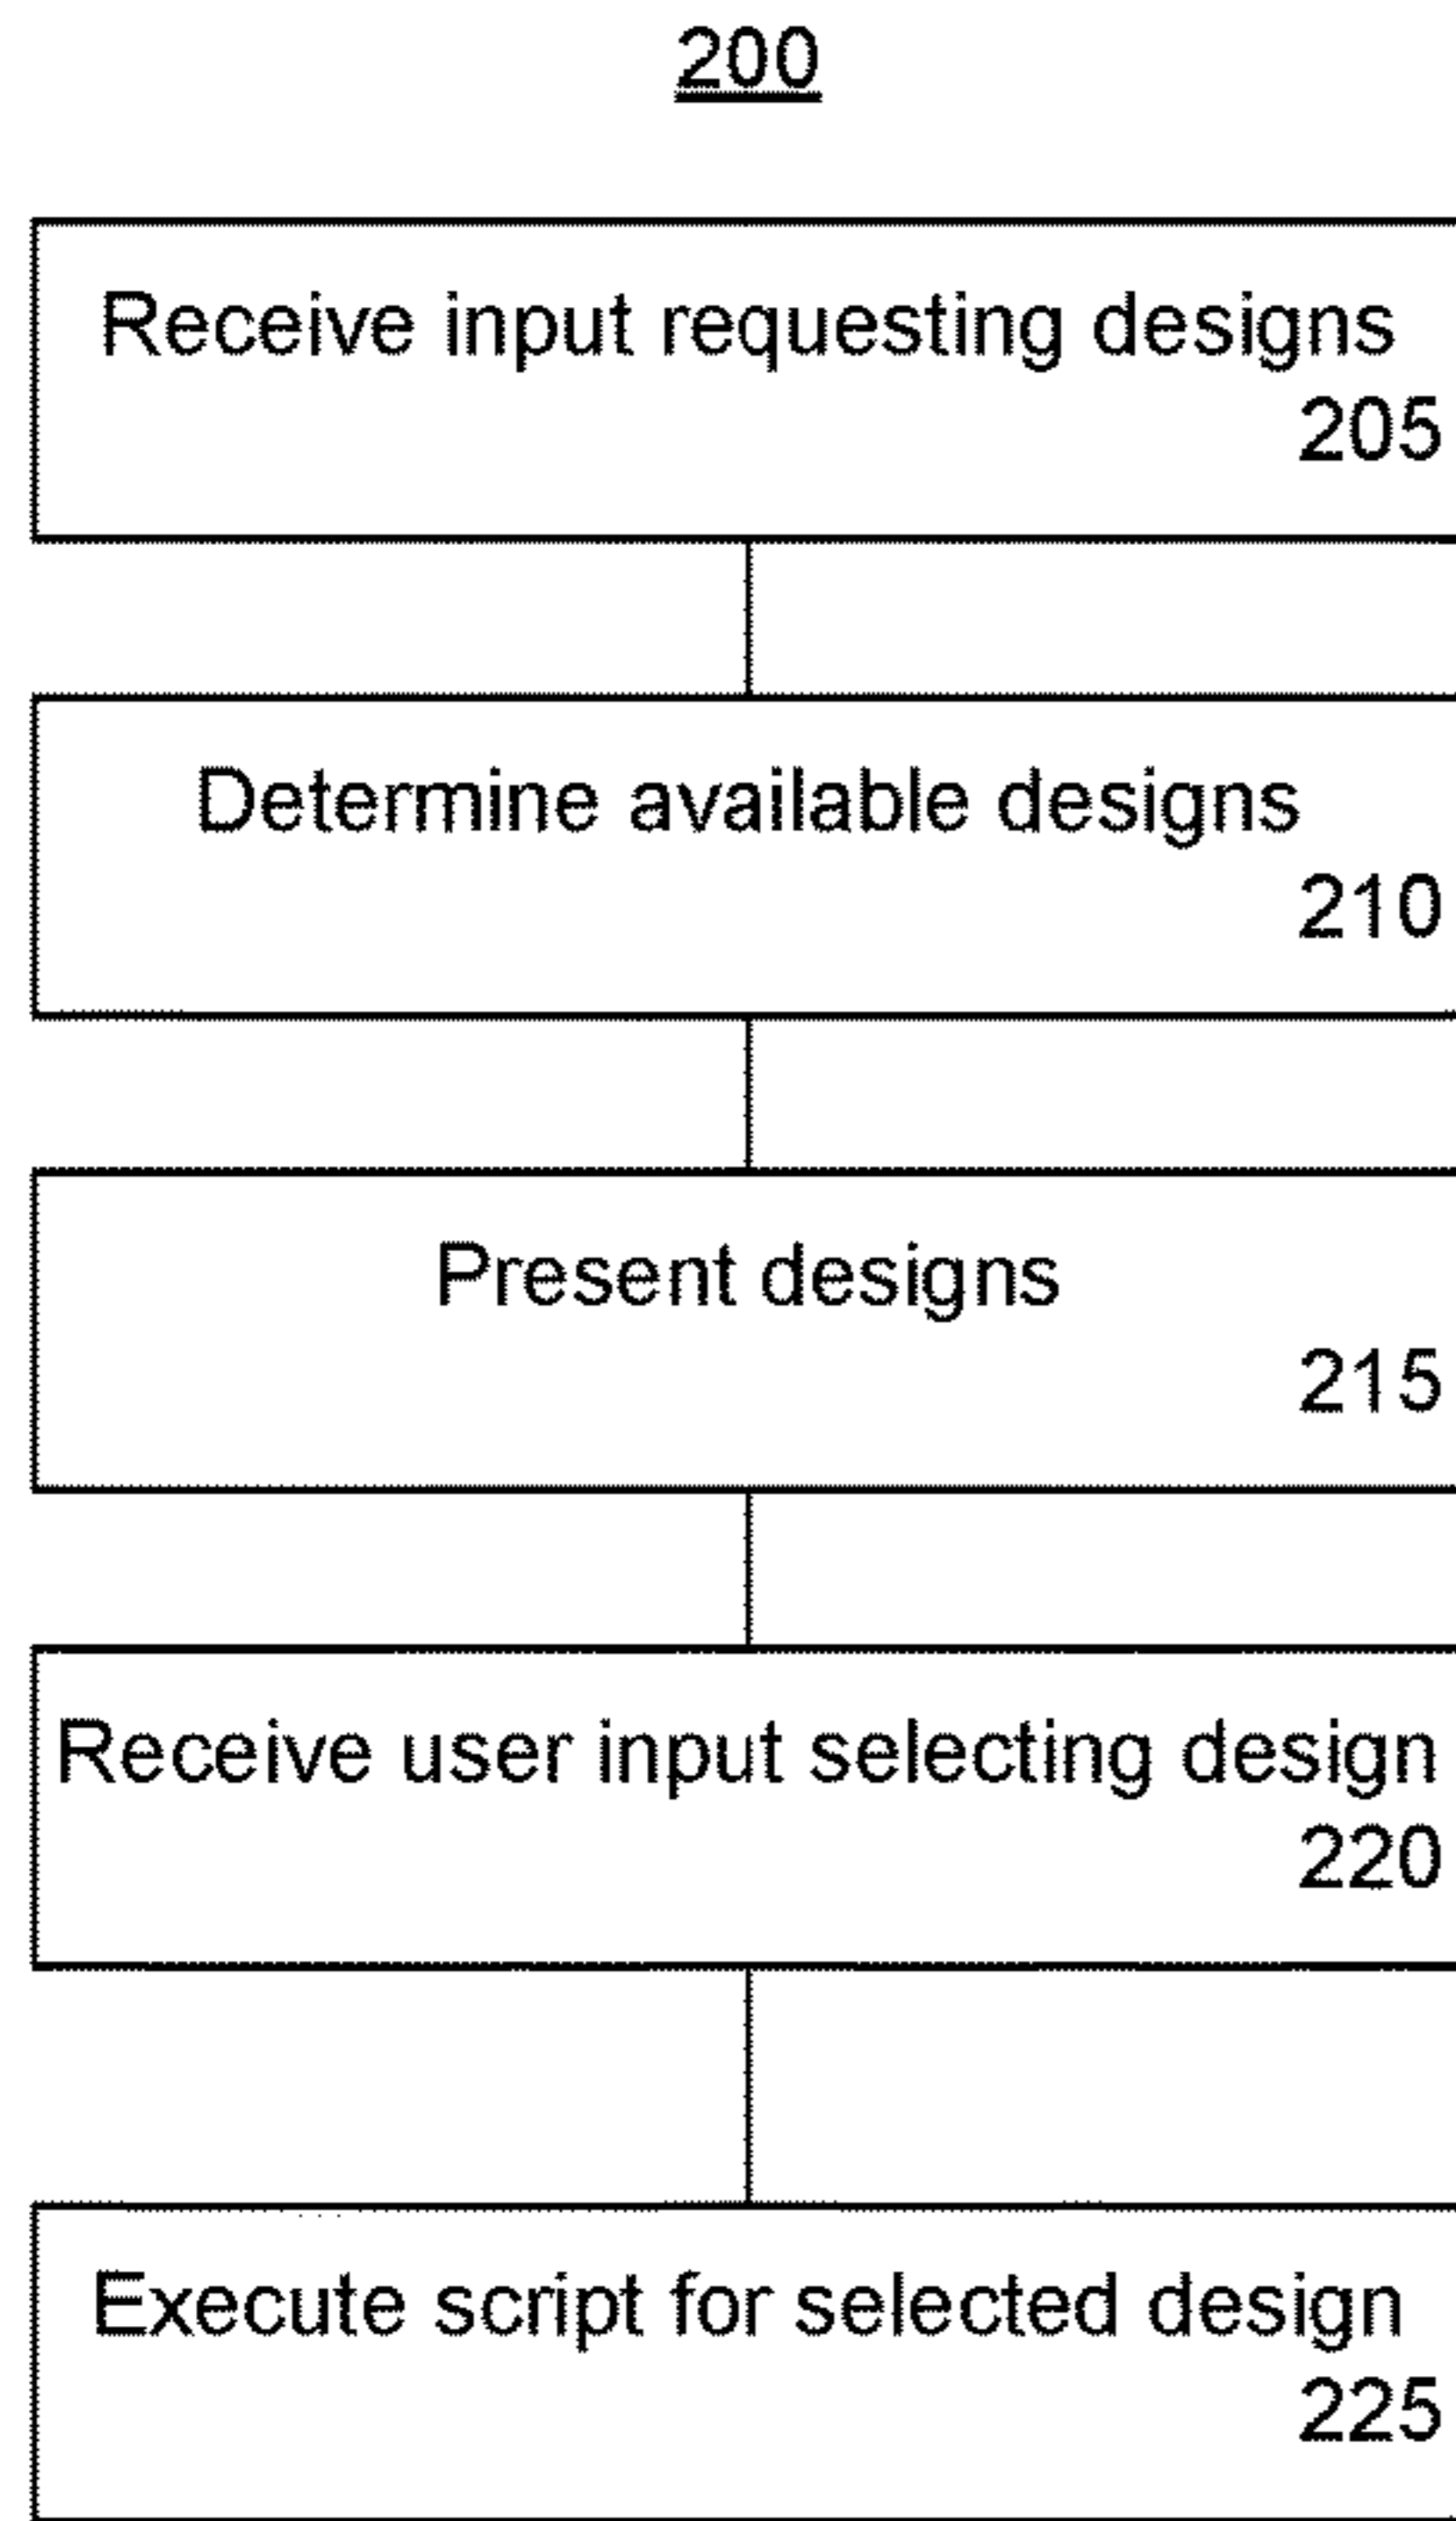 200
Receive input requesting designs
205
Determine available designs
210
Present designs
215
Receive user input selecting design
220
Execute script for selected design
225